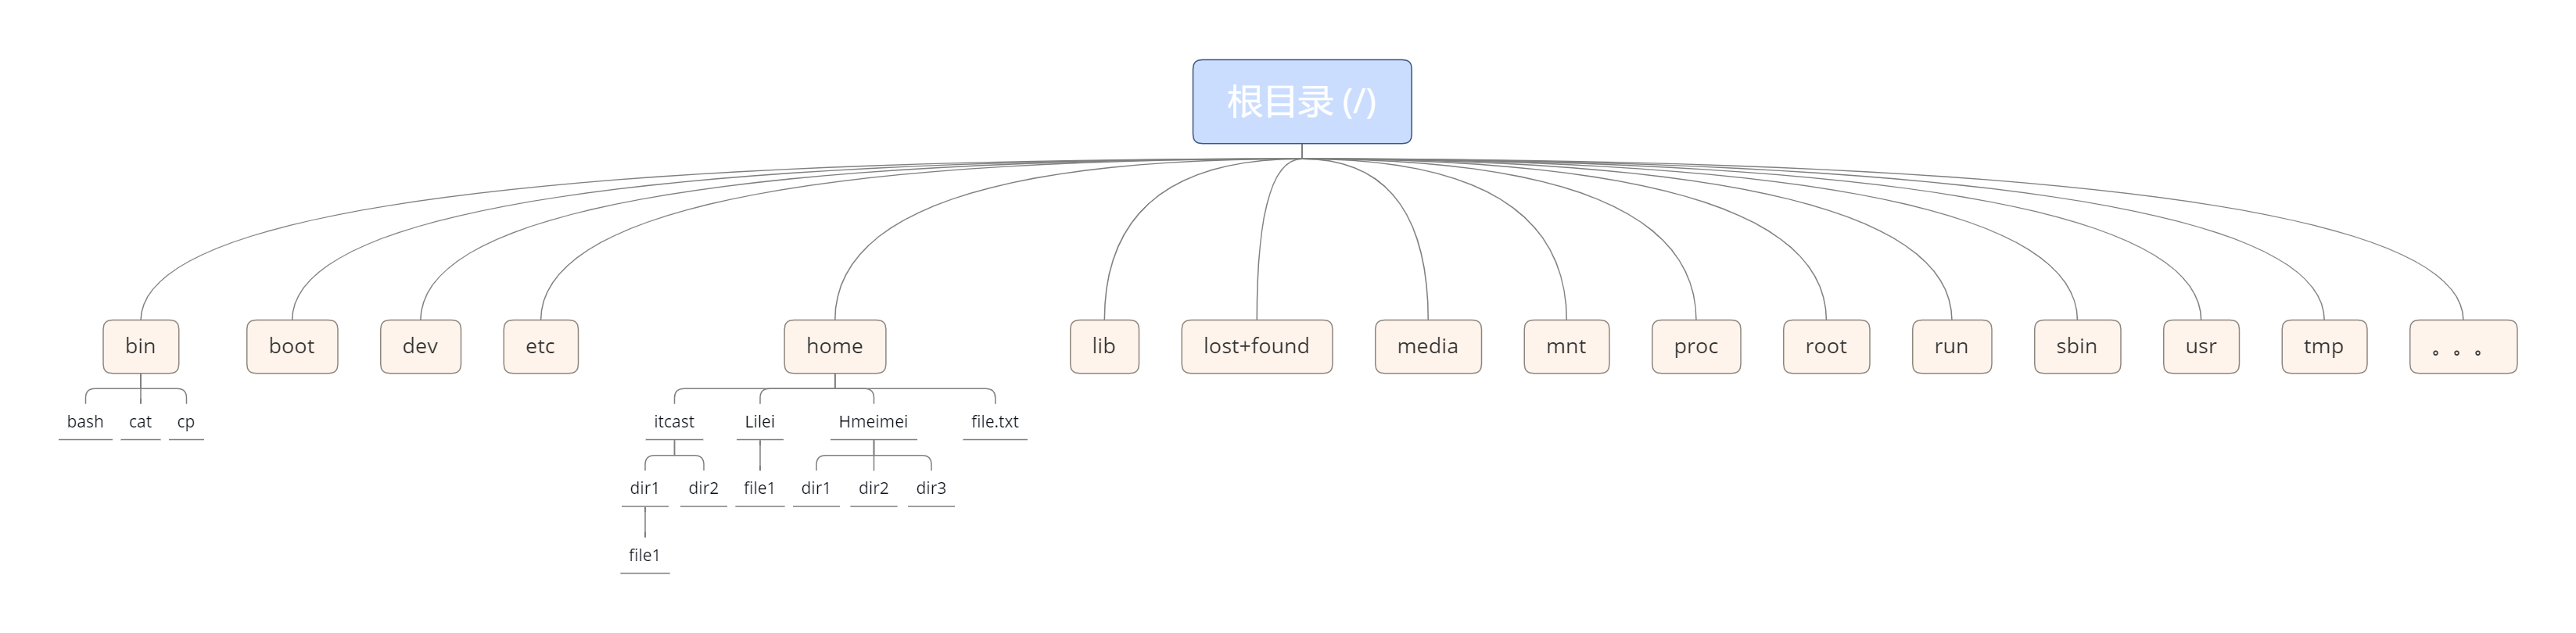 根目录 (/)
bin boot dev etc home lib lost+found media mnt proc root run sbin usr tmp 。。。
bash cat cp itcast Lilei Hmeimei file.txt
dir1 dir2 file1 dir1 dir2 dir3
file1